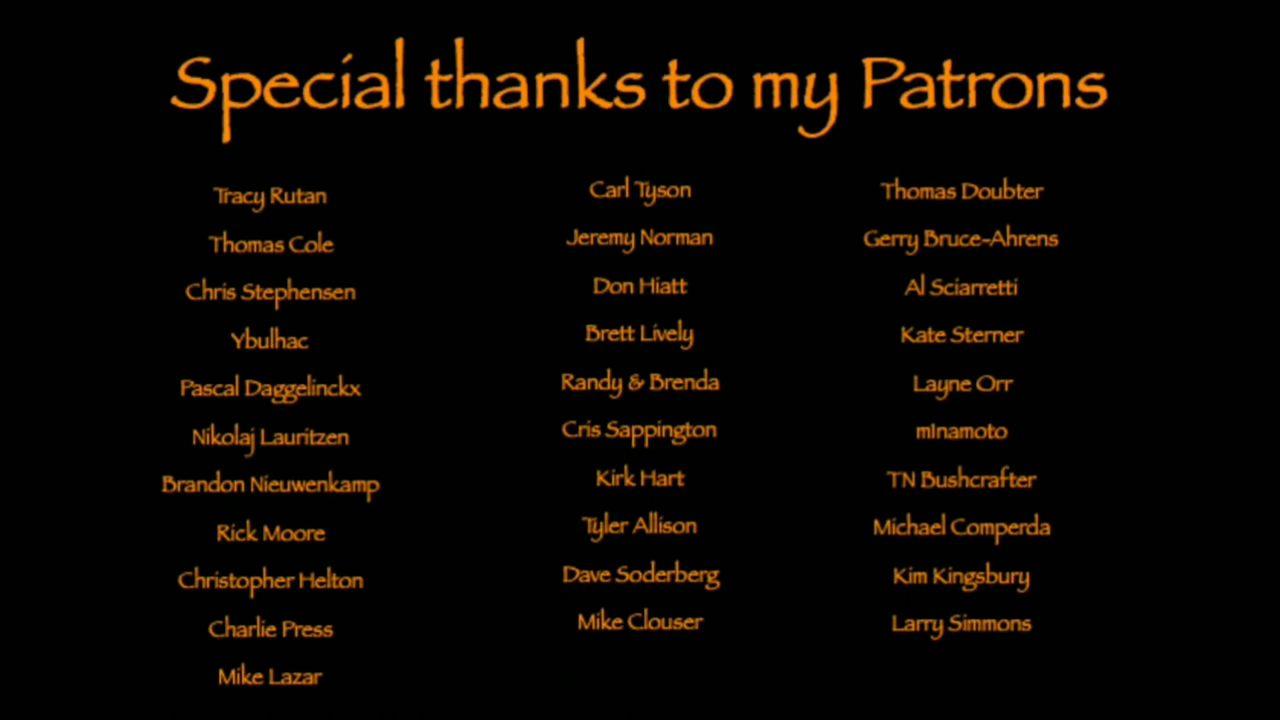 Special thanks to my Patrons
Tracy Rutan
Thomas Cole
Chris Stephensen
Ybulhac
Pascal Daggelinckx
Nikolaj Lauritzen
Brandon Nieuwenkamp
Rick Moore
Christopher Helton
Charlie Press
Mike Lazar
Carl Tyson
Jeremy Norman
Don Hiatt
Brett Lively
Randy & Brenda
Cris Sappington
Kirk Hart
Tyler Allison
Dave Soderberg
Mike Clouser
Thomas Doubter
Gerry Bruce-Ahrens
Al Sciarretti
Kate Sterner
Layne Orr
mInamoto
TN Bushcrafter
Michael Comperda
Kim Kingsbury
Larry Simmons